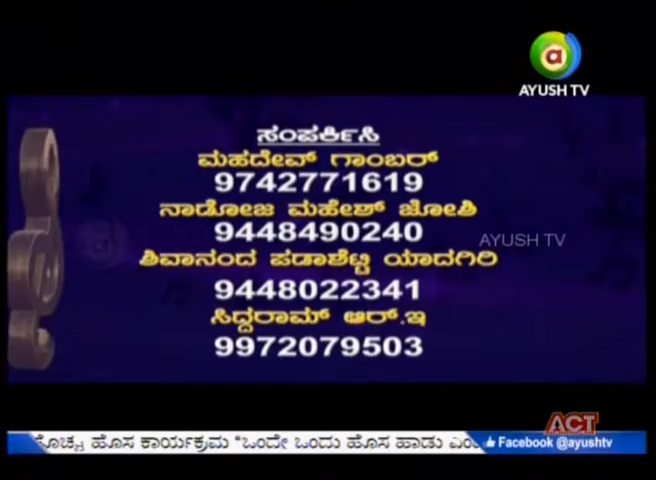 a
AYUSH TV
ಸಂಪರ್ಕಿಸಿ
ಮಹದೇವ್ ಗಾಂಬರ್
9742771619
ನಾಡೋಜ ಮಹೇಶ್ ಜೋಶಿ
9448490240
AYUSH TV
ಶಿವಾನಂದ ಪಡಾಶೆಟ್ಟಿ ಯಾದಗಿರಿ
9448022341
ಸಿದ್ದರಾಮ್ ಆರ್.ಇ
9972079503
ACT
ಹೊಸ ಕಾರ್ಯಕ್ರಮ "ಒಂದೇ ಒಂದು ಹೊಸ ಹಾಡು
Facebook @ayushtv